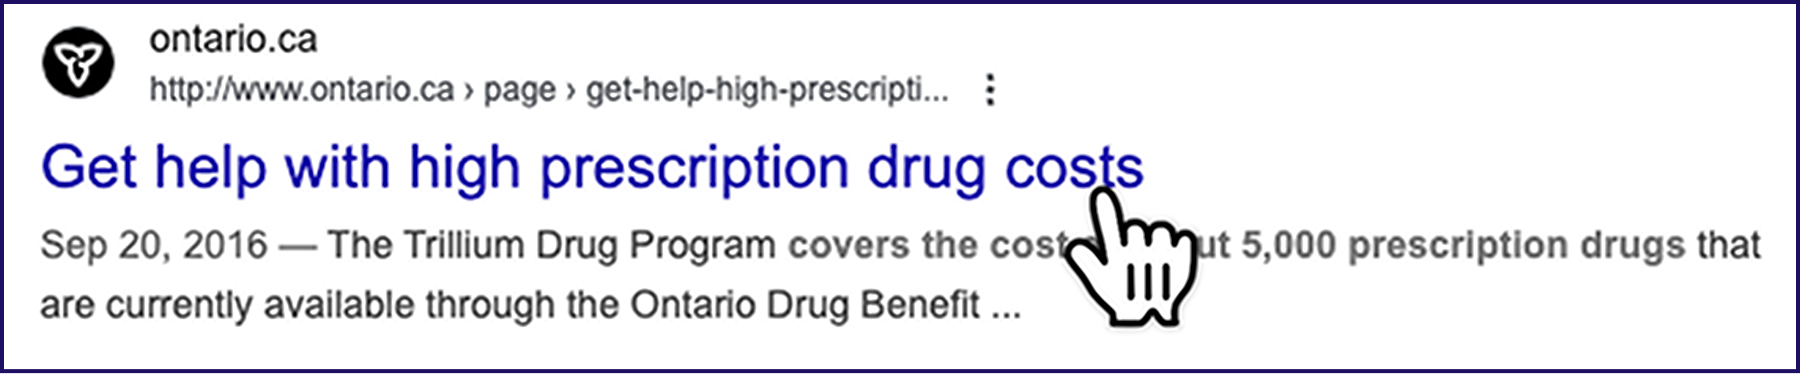 ontario.ca
http://www.ontario.ca › page › get-help-high-prescripti...
Get help with high prescription drug costs
Sep 20, 2016 — The Trillium Drug Program covers the cost 5,000 prescription drugs that
are currently available through the Ontario Drug Benefit ...